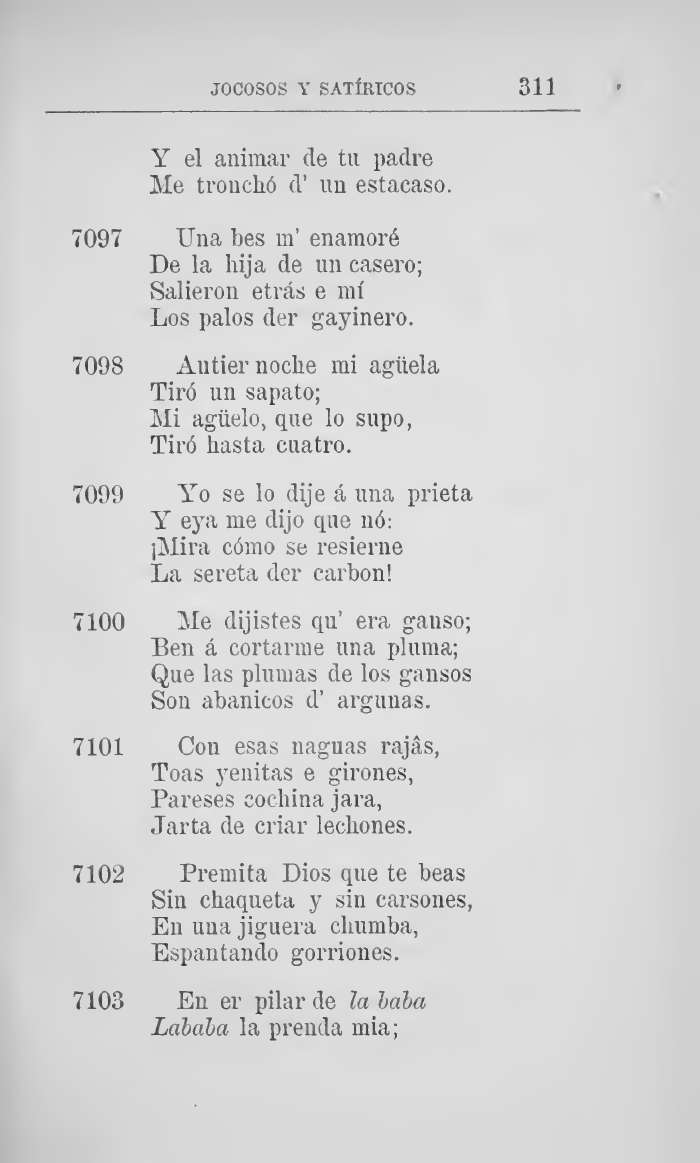 JOCOSOS Y SATÍRICOS 311
Y el animar de tu padre
Me tronchó d' un estacaso.
7097 Una bes m' enamoré
De la hija de un casero;
Salieron etrás e mí
Los palos der gayinero.
7098 Autier noche mi agüela
Tiró un sapato;
Mi agüelo, que lo supo,
Tiró hasta cuatro.
7099 Yo se lo dije á una prieta
Y eya me dijo que nó:
¡Mira cómo se resierne
La sereta der carbon!
7100 Me dijistes qu' era ganso;
Ben á cortarme una pluma;
Que las plumas de los gansos
Son abanicos d' argunas.
7101 Con esas naguas rajâs,
Toas yenitas e girones,
Pareses cochina jara,
Jarta de criar lechones.
7102 Premita Dios que te beas
Sin chaqueta y sin carsones,
En una jiguera chumba,
Espantando gorriones.
7103 En er pilar de la baba
Lababa la prenda mia;